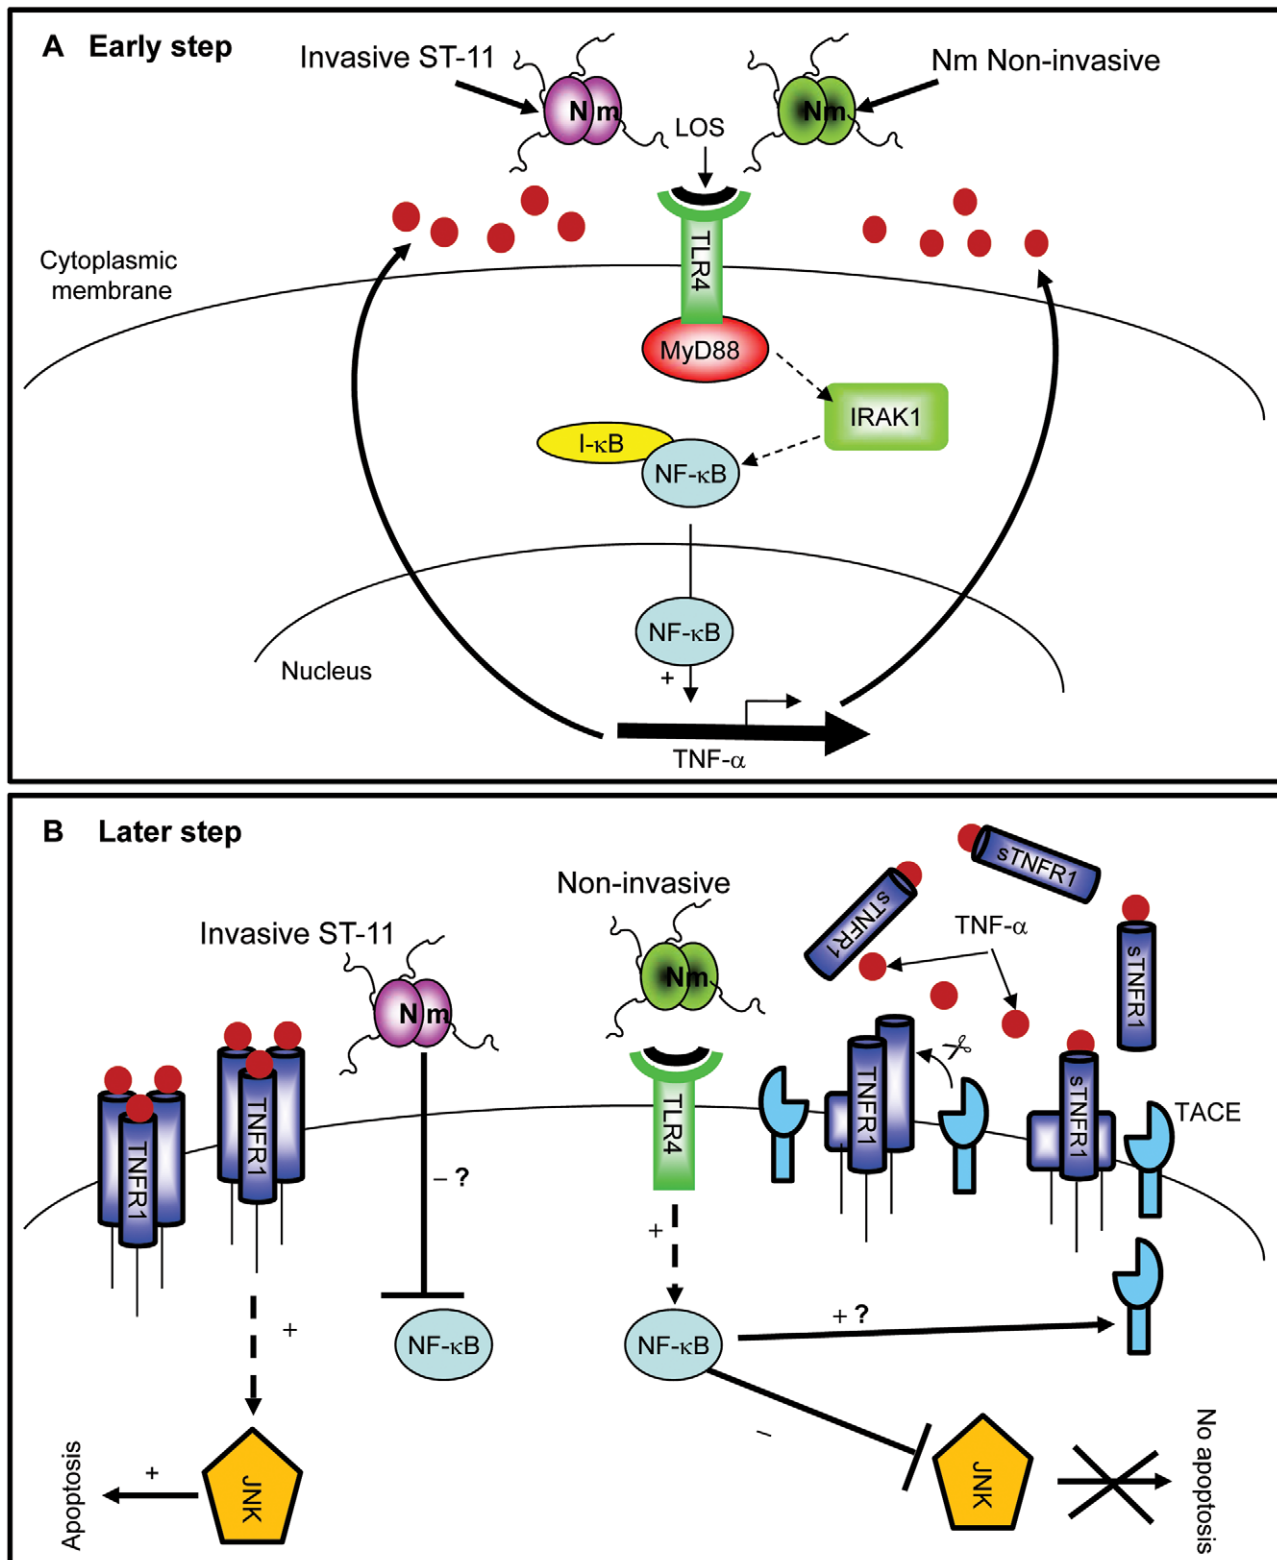 A Early step
Invasive ST-11
Nm Non-invasive
Nm
Nm
LOS
Cytoplasmic
membrane
TLR4
MyD88
IRAK1
I-κB
NF-κB
NF-κB
Nucleus
+
TNF-α
B Later step
sTNFR1
Non-invasive
sTNFR1
TNF-α
Invasive ST-11
Nm
sTNFR1
Nm
TNFR1
TNFR1
TLR4
TNFR1
sTNFR1
TACE
– ?
+
+ ?
+
NF-κB
NF-κB
–
Apoptosis
+
JNK
JNK
No apoptosis